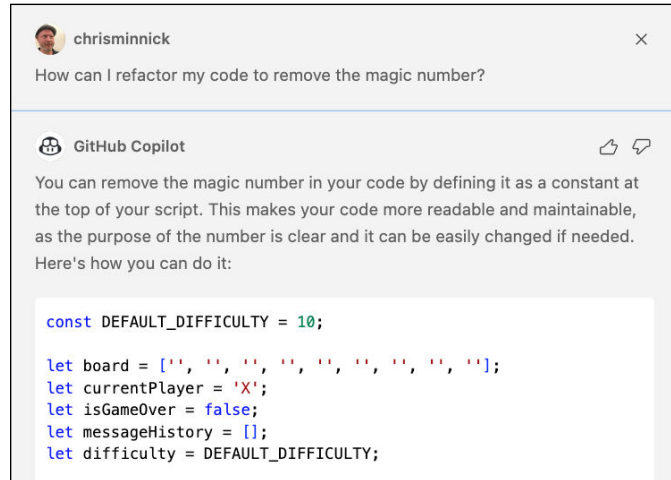 chrisminnick
How can I refactor my code to remove the magic number?
GitHub Copilot
You can remove the magic number in your code by defining it as a constant at
the top of your script. This makes your code more readable and maintainable,
as the purpose of the number is clear and it can be easily changed if needed.
Here's how you can do it:
const DEFAULT_DIFFICULTY = 10;
let board = ['', '', '', '', '', '', '', '', ''];
let currentPlayer = 'X';
let isGameOver = false;
let messageHistory = [];
let difficulty = DEFAULT_DIFFICULTY;